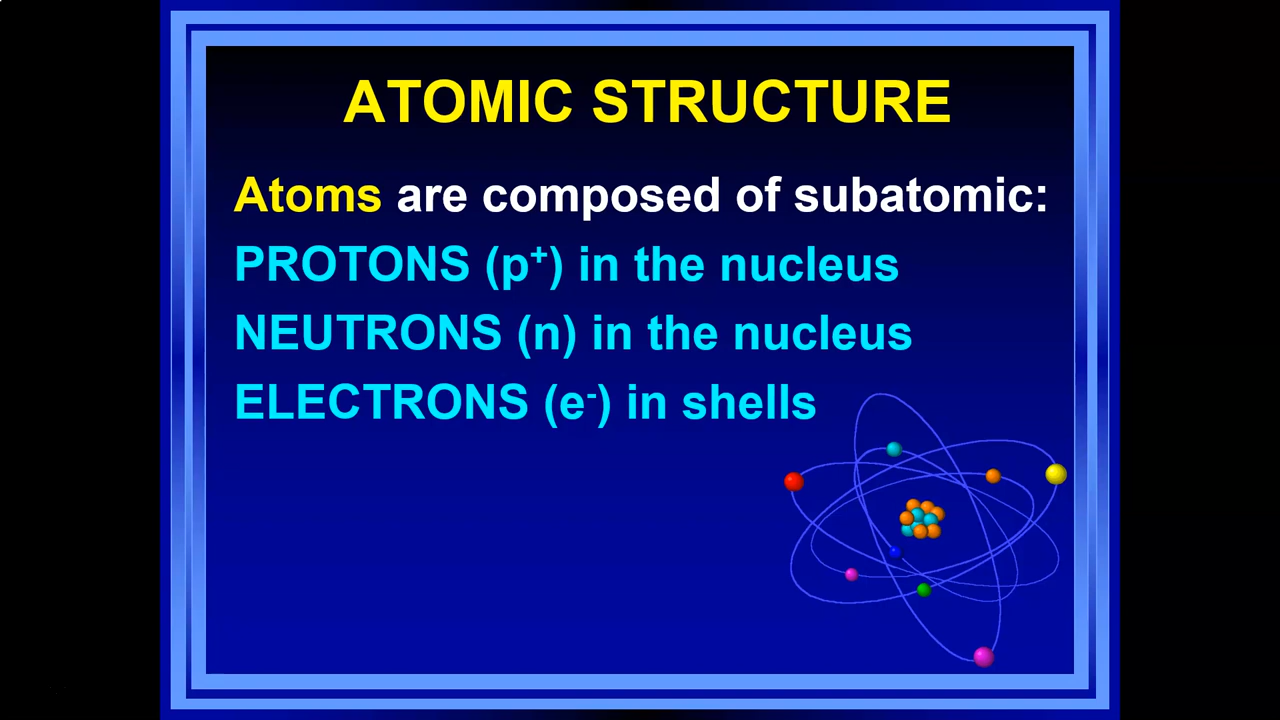 ATOMIC STRUCTURE
Atoms are composed of subatomic:
PROTONS (p⁺) in the nucleus
NEUTRONS (n) in the nucleus
ELECTRONS (e⁻) in shells